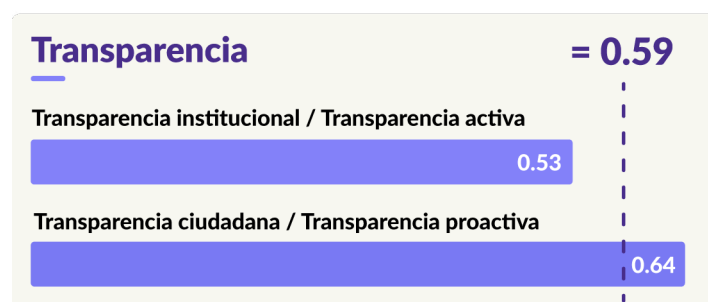 Transparencia
= 0.59
Transparencia institucional / Transparencia activa
0.53
Transparencia ciudadana / Transparencia proactiva
0.64